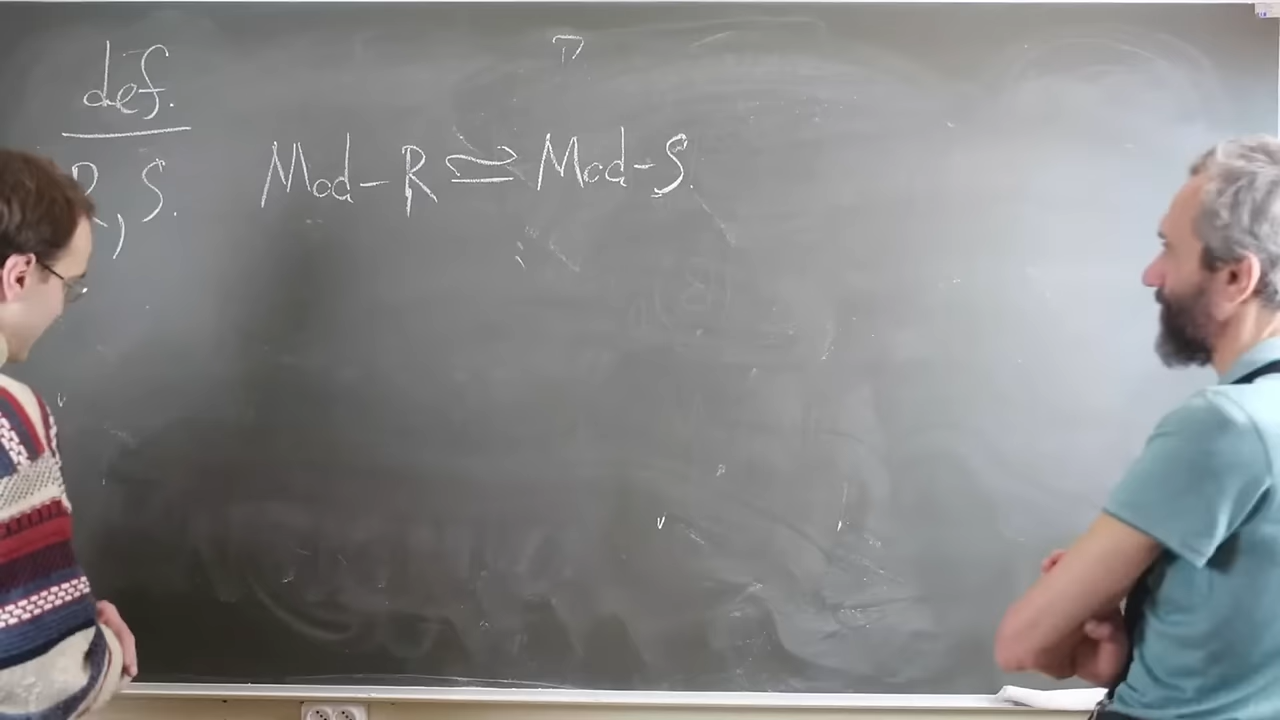 def.
R, S. Mod-R ⇄ Mod-S.